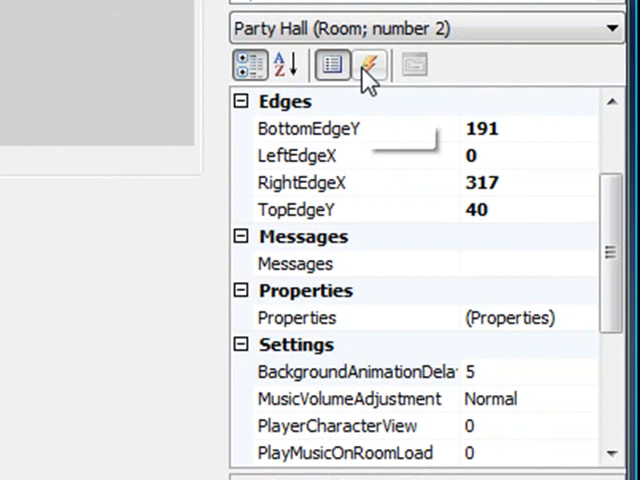 Party Hall (Room; number 2)
A
Z
Edges
BottomEdgeY 191
LeftEdgeX 0
RightEdgeX 317
TopEdgeY 40
Messages
Messages
Properties
Properties (Properties)
Settings
BackgroundAnimationDela 5
MusicVolumeAdjustment Normal
PlayerCharacterView 0
PlayMusicOnRoomLoad 0